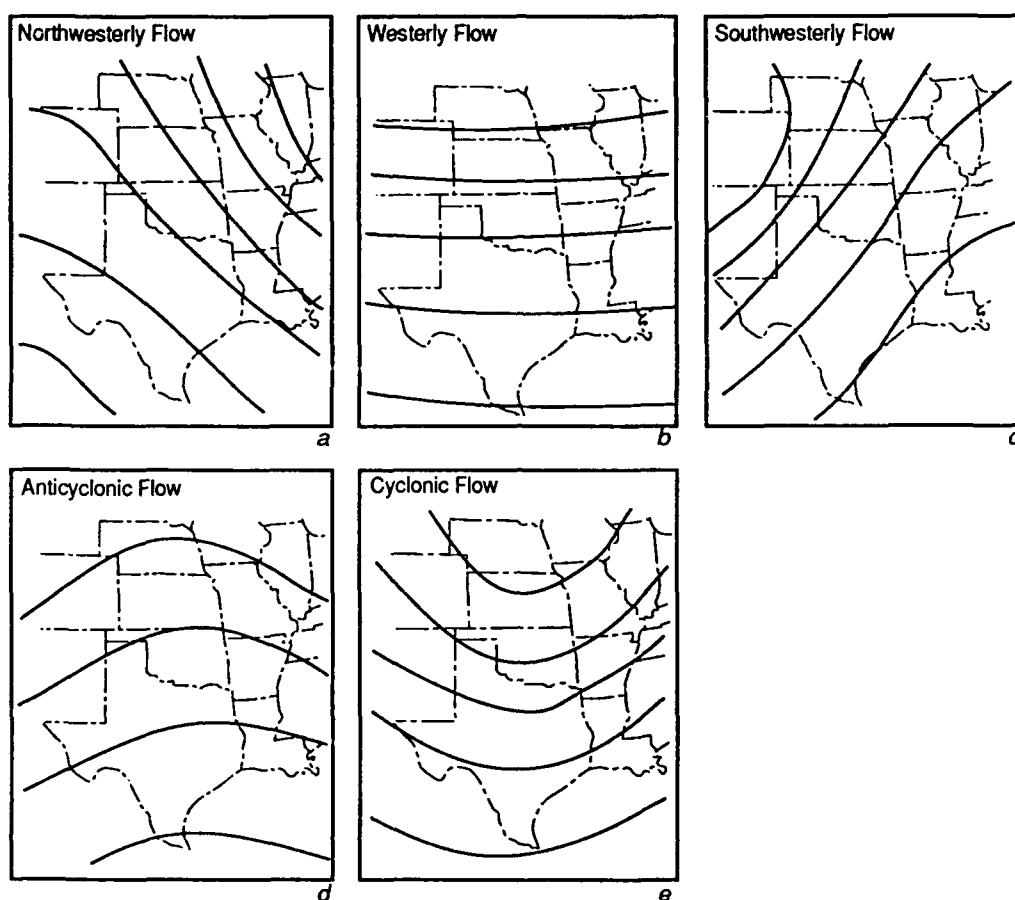 Northwesterly Flow
Westerly Flow
Southwesterly Flow
a
b
c
Anticyclonic Flow
Cyclonic Flow
d
e